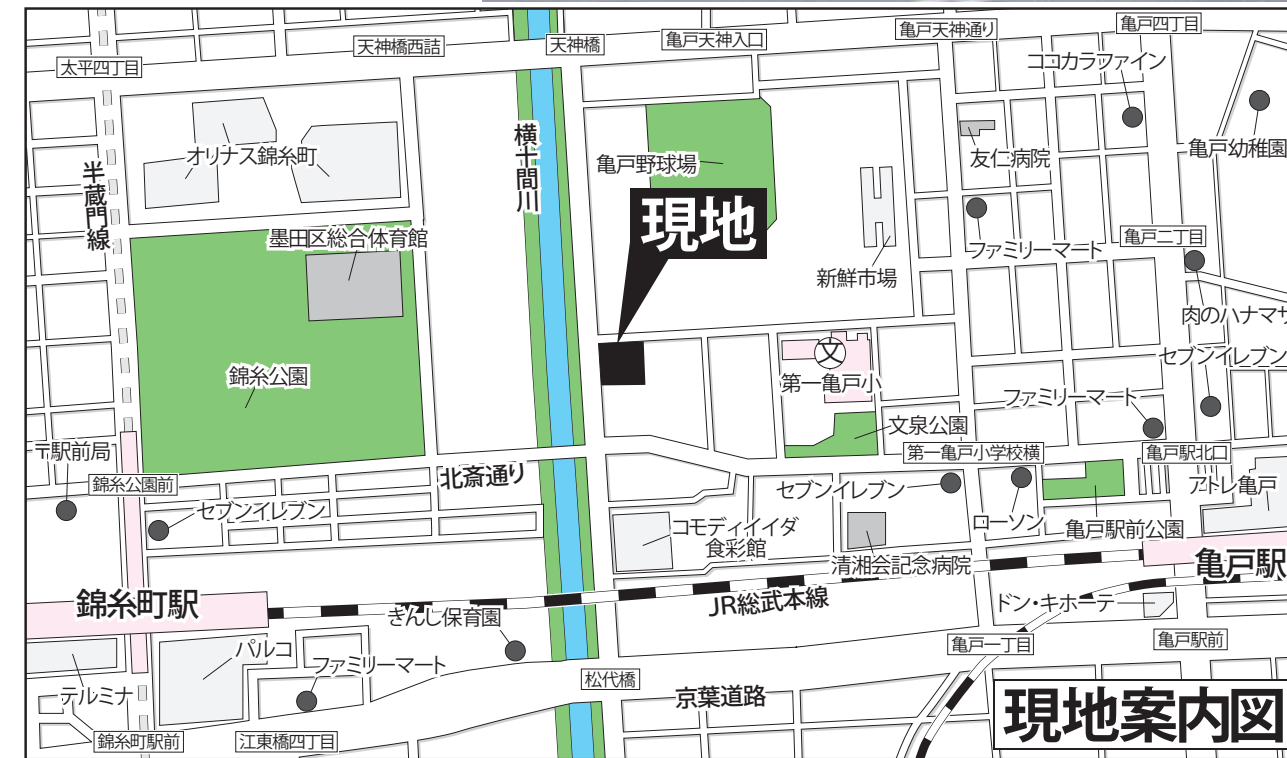 天神橋西詰
天神橋
亀戸天神入口
亀戸天神通り
亀戸四丁目
太平四丁目
ココカラファイン
オリナス錦糸町
横十間川
亀戸野球場
友仁病院
亀戸幼稚園
半蔵門線
現地
墨田区総合体育館
ファミリーマート
亀戸二丁目
新鮮市場
肉のハナマサ
錦糸公園
文
第一亀戸小
セブンイレブン
ファミリーマート
文泉公園
〒駅前局
第一亀戸小学校横
亀戸駅北口
錦糸公園前
北斎通り
セブンイレブン
アトレ亀戸
セブンイレブン
コモディイイダ
食彩館
ローソン
亀戸駅前公園
清湘会記念病院
亀戸駅
錦糸町駅
きんし保育園
JR総武本線
ドン・キホーテ
パルコ
ファミリーマート
亀戸一丁目
亀戸駅前
テルミナ
松代橋
京葉道路
錦糸町駅前
江東橋四丁目
現地案内図